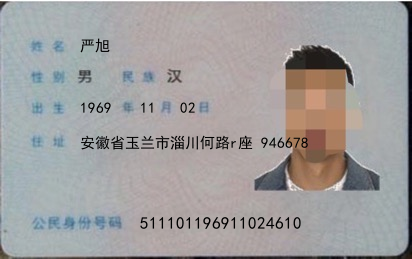 姓名 严旭
性别 男 民族 汉
出生 1969 年 11 月 02日
住址 安徽省玉兰市淄川何路r座 946678
公民身份号码 511101196911024610